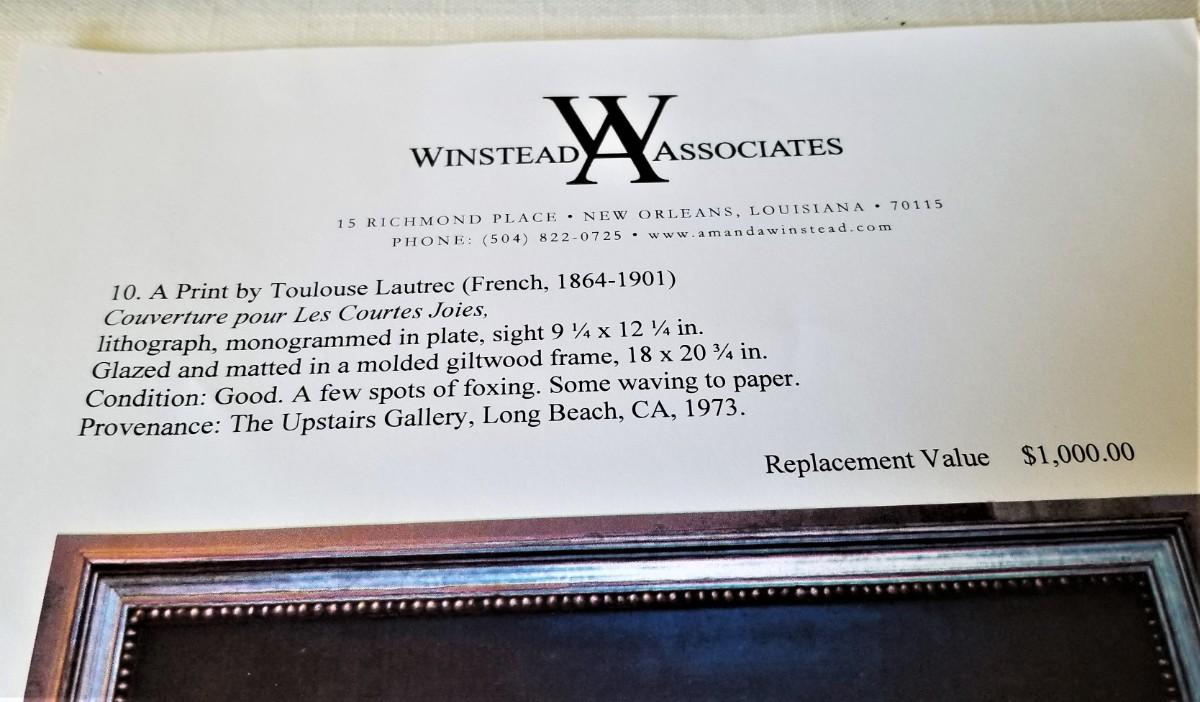 WINSTEAD WA ASSOCIATES
15 RICHMOND PLACE • NEW ORLEANS, LOUISIANA • 70115
PHONE: (504) 822-0725 • www.amandawinstead.com
10. A Print by Toulouse Lautrec (French, 1864-1901)
Couverture pour Les Courtes Joies,
lithograph, monogrammed in plate, sight 9 ¼ x 12 ¼ in.
Glazed and matted in a molded giltwood frame, 18 x 20 ¾ in.
Condition: Good. A few spots of foxing. Some waving to paper.
Provenance: The Upstairs Gallery, Long Beach, CA, 1973.
Replacement Value $1,000.00